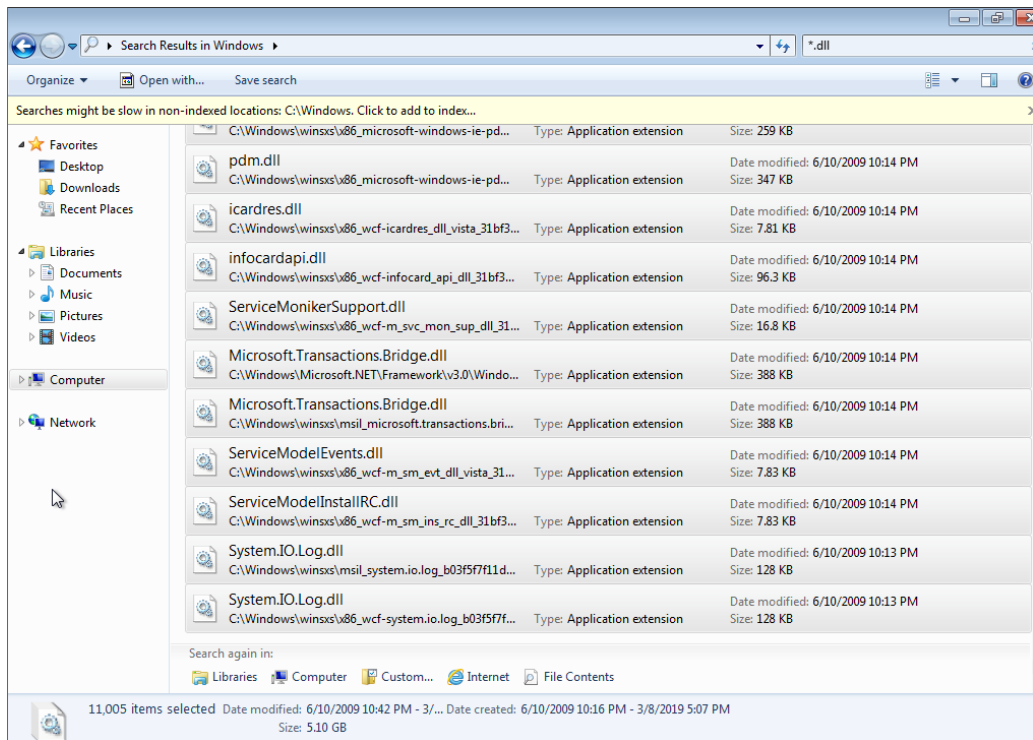 Search Results in Windows
*.dll
Organize Open with... Save search
Searches might be slow in non-indexed locations: C:\Windows. Click to add to index...
Favorites
Desktop
Downloads
Recent Places
Libraries
Documents
Music
Pictures
Videos
Computer
Network
C:\Windows\winsxs\x86_microsoft-windows-ie-pd... Type: Application extension Size: 259 KB
pdm.dll Date modified: 6/10/2009 10:14 PM
C:\Windows\winsxs\x86_microsoft-windows-ie-pd... Type: Application extension Size: 347 KB
icardres.dll Date modified: 6/10/2009 10:14 PM
C:\Windows\winsxs\x86_wcf-icardres_dll_vista_31bf3... Type: Application extension Size: 7.81 KB
infocardapi.dll Date modified: 6/10/2009 10:14 PM
C:\Windows\winsxs\x86_wcf-infocard_api_dll_31bf3... Type: Application extension Size: 96.3 KB
ServiceMonikerSupport.dll Date modified: 6/10/2009 10:14 PM
C:\Windows\winsxs\x86_wcf-m_svc_mon_sup_dll_31... Type: Application extension Size: 16.8 KB
Microsoft.Transactions.Bridge.dll Date modified: 6/10/2009 10:14 PM
C:\Windows\Microsoft.NET\Framework\v3.0\Windo... Type: Application extension Size: 388 KB
Microsoft.Transactions.Bridge.dll Date modified: 6/10/2009 10:14 PM
C:\Windows\winsxs\msil_microsoft.transactions.bri... Type: Application extension Size: 388 KB
ServiceModelEvents.dll Date modified: 6/10/2009 10:14 PM
C:\Windows\winsxs\x86_wcf-m_sm_evt_dll_vista_31... Type: Application extension Size: 7.83 KB
ServiceModelInstallRC.dll Date modified: 6/10/2009 10:14 PM
C:\Windows\winsxs\x86_wcf-m_sm_ins_rc_dll_31bf3... Type: Application extension Size: 7.83 KB
System.IO.Log.dll Date modified: 6/10/2009 10:13 PM
C:\Windows\winsxs\msil_system.io.log_b03f5f7f11d... Type: Application extension Size: 128 KB
System.IO.Log.dll Date modified: 6/10/2009 10:13 PM
C:\Windows\winsxs\x86_wcf-system.io.log_b03f5f7f... Type: Application extension Size: 128 KB
Search again in:
Libraries Computer Custom... Internet File Contents
11,005 items selected Date modified: 6/10/2009 10:42 PM - 3/... Date created: 6/10/2009 10:16 PM - 3/8/2019 5:07 PM
Size: 5.10 GB